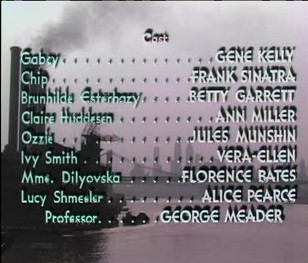 Cast
Gabey . . . . . . . . . . . GENE KELLY
Chip . . . . . . . . . . . FRANK SINATRA
Brunhilde Esterhazy . . . . BETTY GARRETT
Claire Huddesen . . . . . . . ANN MILLER
Ozzie . . . . . . . . . . JULES MUNSHIN
Ivy Smith . . . . . . . . . . VERA-ELLEN
Mme. Dilyovska . . . . . FLORENCE BATES
Lucy Shmeeler . . . . . . . ALICE PEARCE
Professor . . . . . GEORGE MEADER